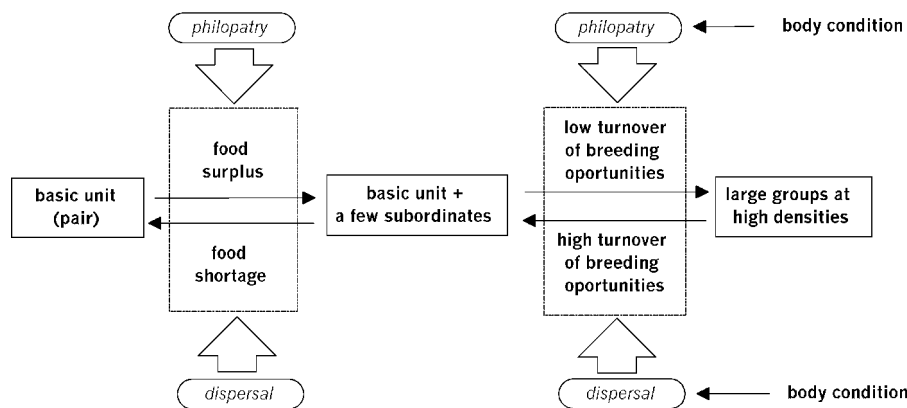 philopatry
philopatry
body condition
food
surplus
low turnover
of breeding
oportunities
basic unit
(pair)
basic unit +
a few subordinates
large groups at
high densities
food
shortage
high turnover
of breeding
oportunities
dispersal
dispersal
body condition